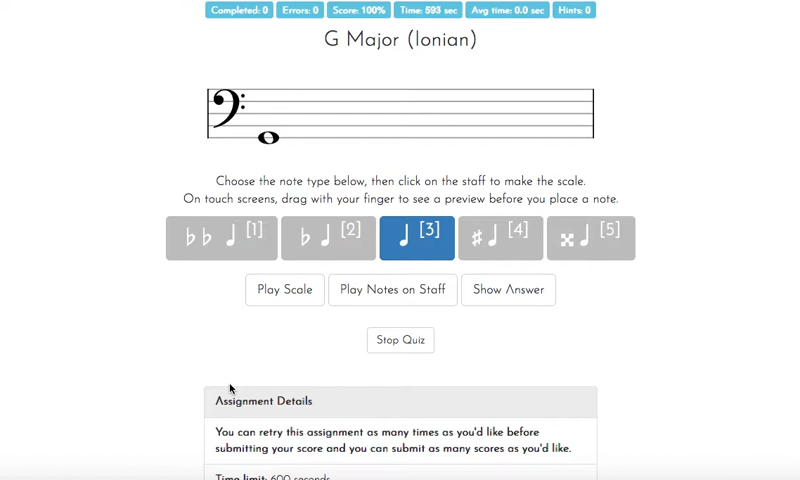 Completed: 0 Errors: 0 Score: 100% Time: 593 sec Avg time: 0.0 sec Hints: 0
G Major (Ionian)
Choose the note type below, then click on the staff to make the scale.
On touch screens, drag with your finger to see a preview before you place a note.
♭♭♩ [1] ♭♩ [2] ♩ [3] ♯♩ [4] 𝄪♩ [5]
Play Scale Play Notes on Staff Show Answer
Stop Quiz
Assignment Details
You can retry this assignment as many times as you'd like before
submitting your score and you can submit as many scores as you'd like.
Time limit: 600 seconds